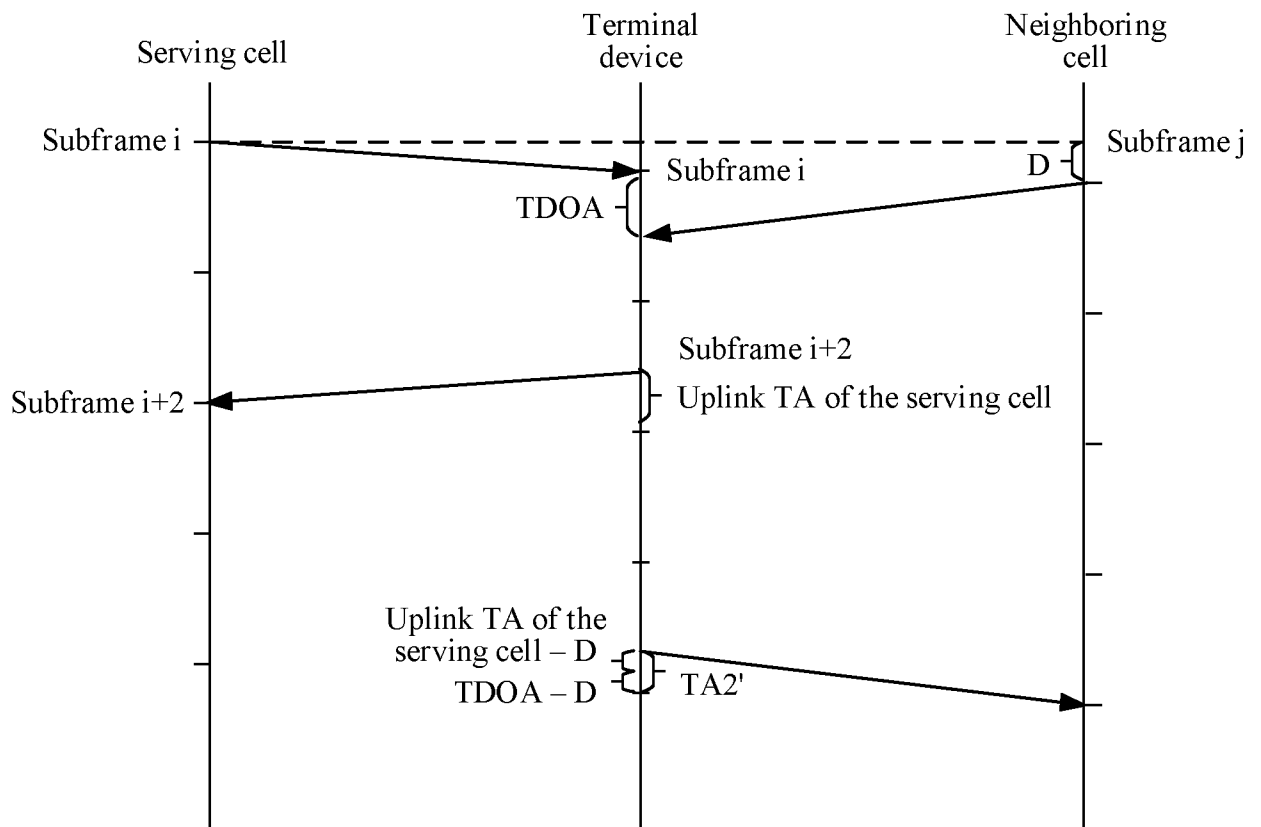 Serving cell
Terminal
device
Neighboring
cell
Subframe i
Subframe j
D
Subframe i
TDOA
Subframe i+2
Uplink TA of the serving cell
Subframe i+2
Uplink TA of the
serving cell – D
TDOA – D
TA2'